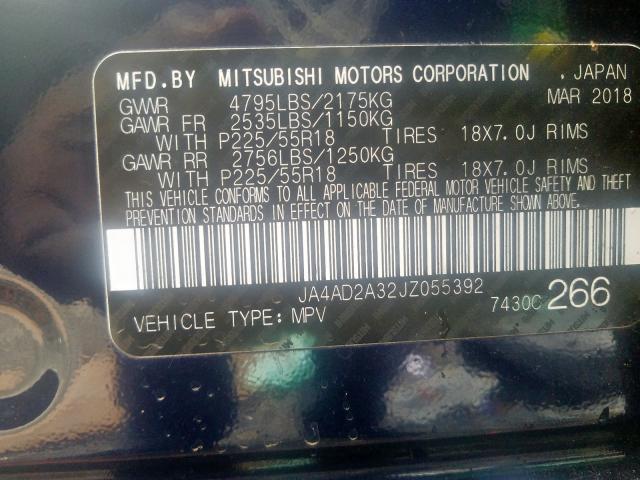 MFD.BY MITSUBISHI MOTORS CORPORATION . JAPAN
GVWR 4795LBS/2175KG MAR 2018
GAWR FR 2535LBS/1150KG
WITH P225/55R18 TIRES 18X7.0J RIMS
GAWR RR 2756LBS/1250KG
WITH P225/55R18 TIRES 18X7.0J RIMS
THIS VEHICLE CONFORMS TO ALL APPLICABLE FEDERAL MOTOR VEHICLE SAFETY AND THEFT
PREVENTION STANDARDS IN EFFECT ON THE DATE OF MANUFACTURE SHOWN ABOVE.
JA4AD2A32JZ055392
VEHICLE TYPE: MPV 7430C 266